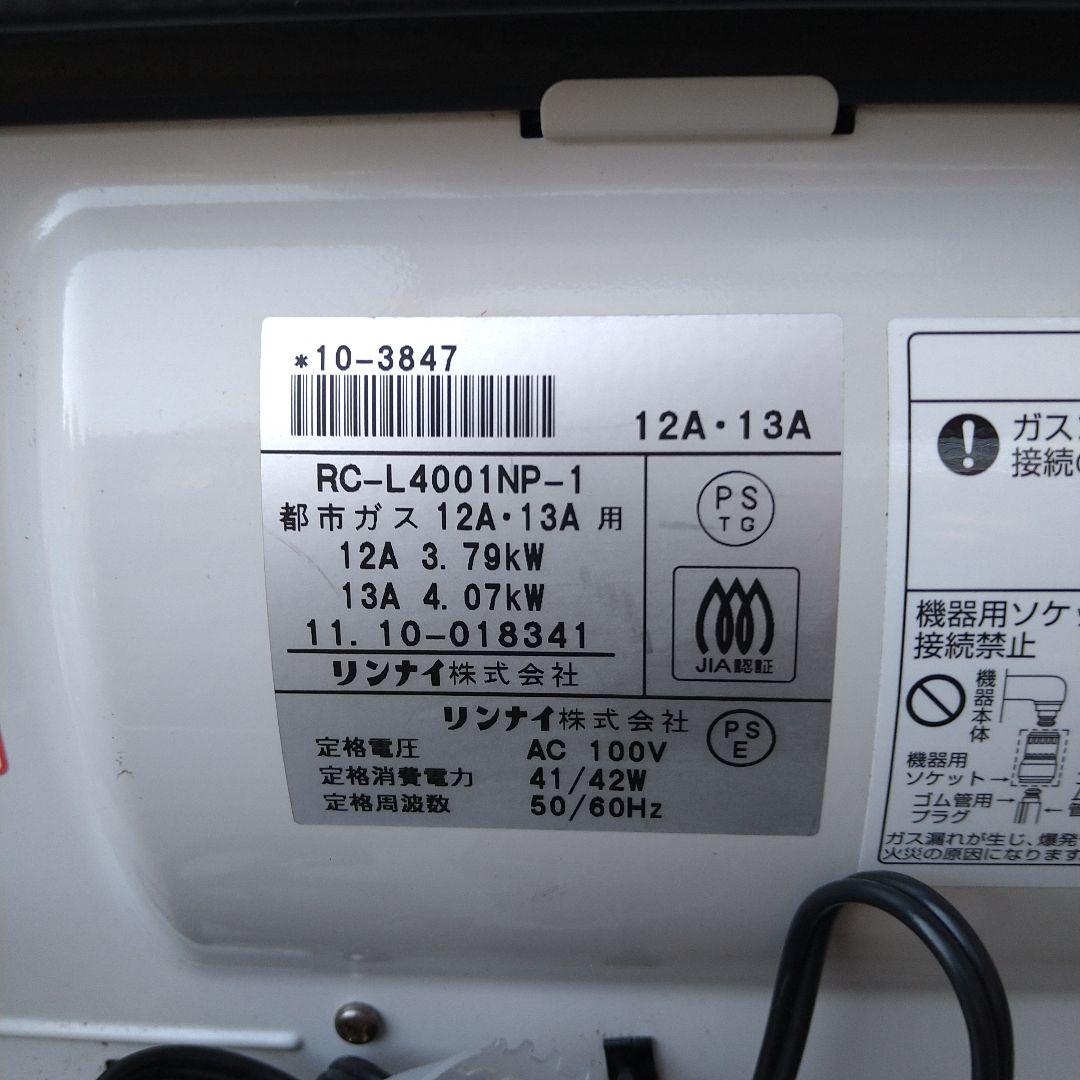 *10-3847
12A・13A
RC-L4001NP-1
都市ガス 12A・13A 用
12A 3.79kW
13A 4.07kW
11.10-018341
リンナイ株式会社
PS
TG
JIA認証
リンナイ株式会社
PS
E
定格電圧 AC 100V
定格消費電力 41/42W
定格周波数 50/60Hz
ガス
接続
機器用ソケッ
接続禁止
機器本体
機器用
ソケット→
ゴム管用→
プラグ
ガス漏れが生じ、爆発
火災の原因になります